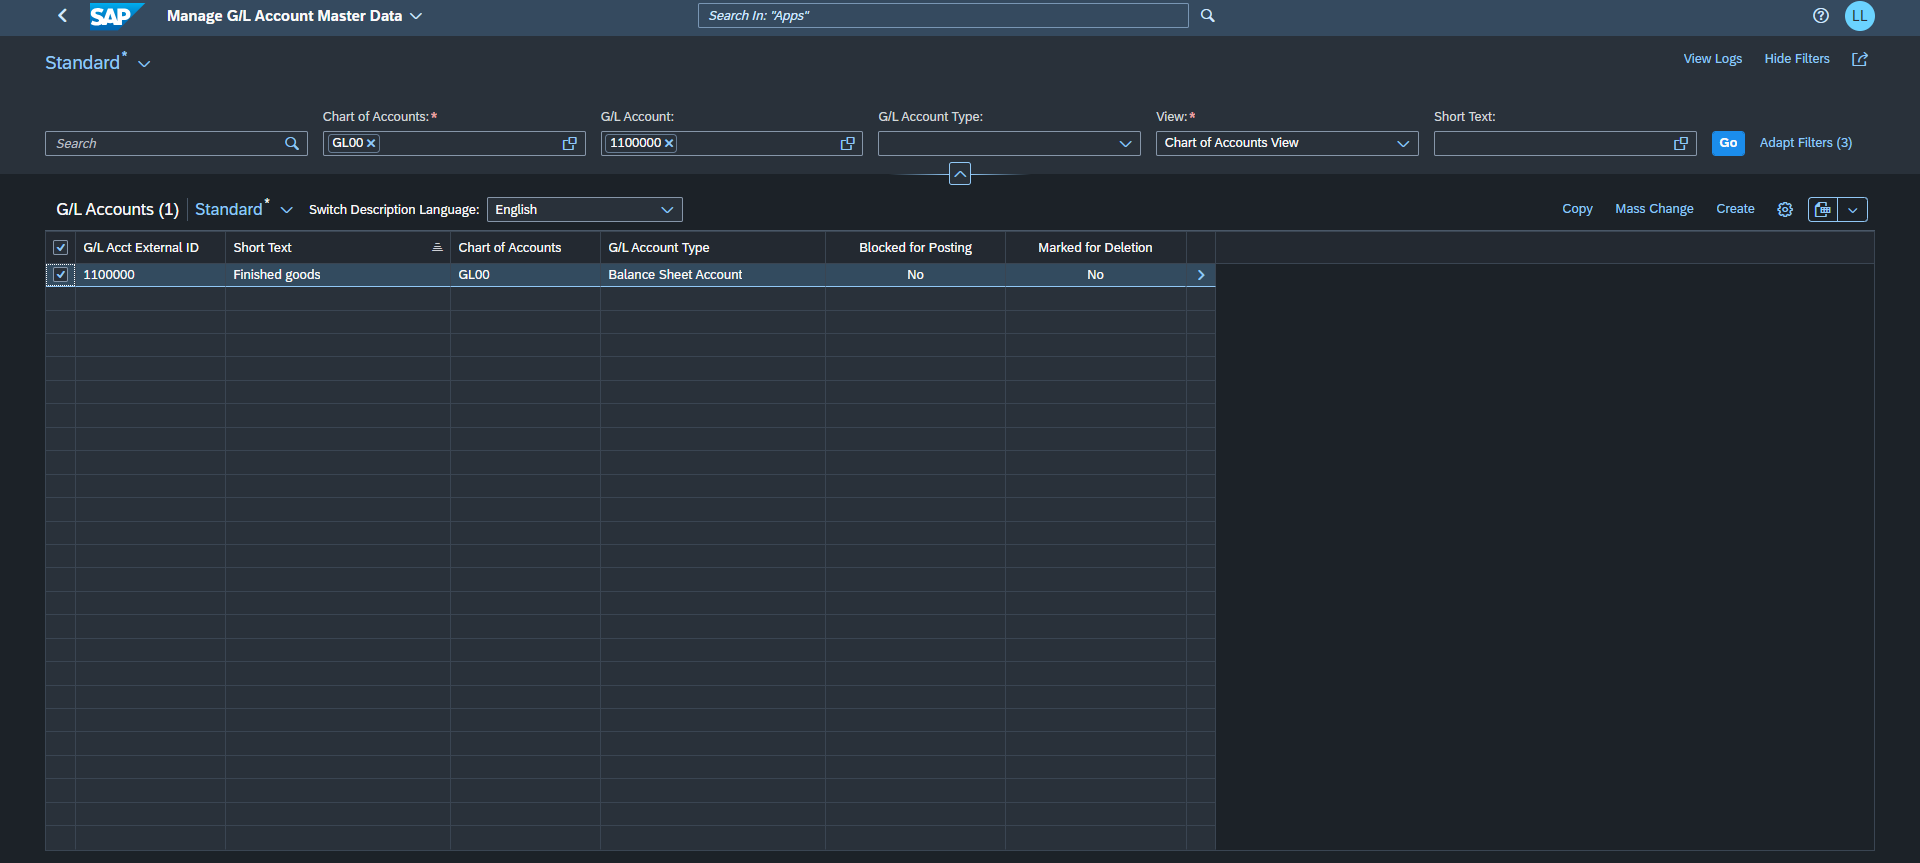 SAP Manage G/L Account Master Data Search In: "Apps" LL
Standard* View Logs Hide Filters
Chart of Accounts:* G/L Account: G/L Account Type: View:* Short Text:
Search GL00 1100000 Chart of Accounts View Go Adapt Filters (3)
G/L Accounts (1) Standard* Switch Description Language: English Copy Mass Change Create
G/L Acct External ID Short Text Chart of Accounts G/L Account Type Blocked for Posting Marked for Deletion
1100000 Finished goods GL00 Balance Sheet Account No No